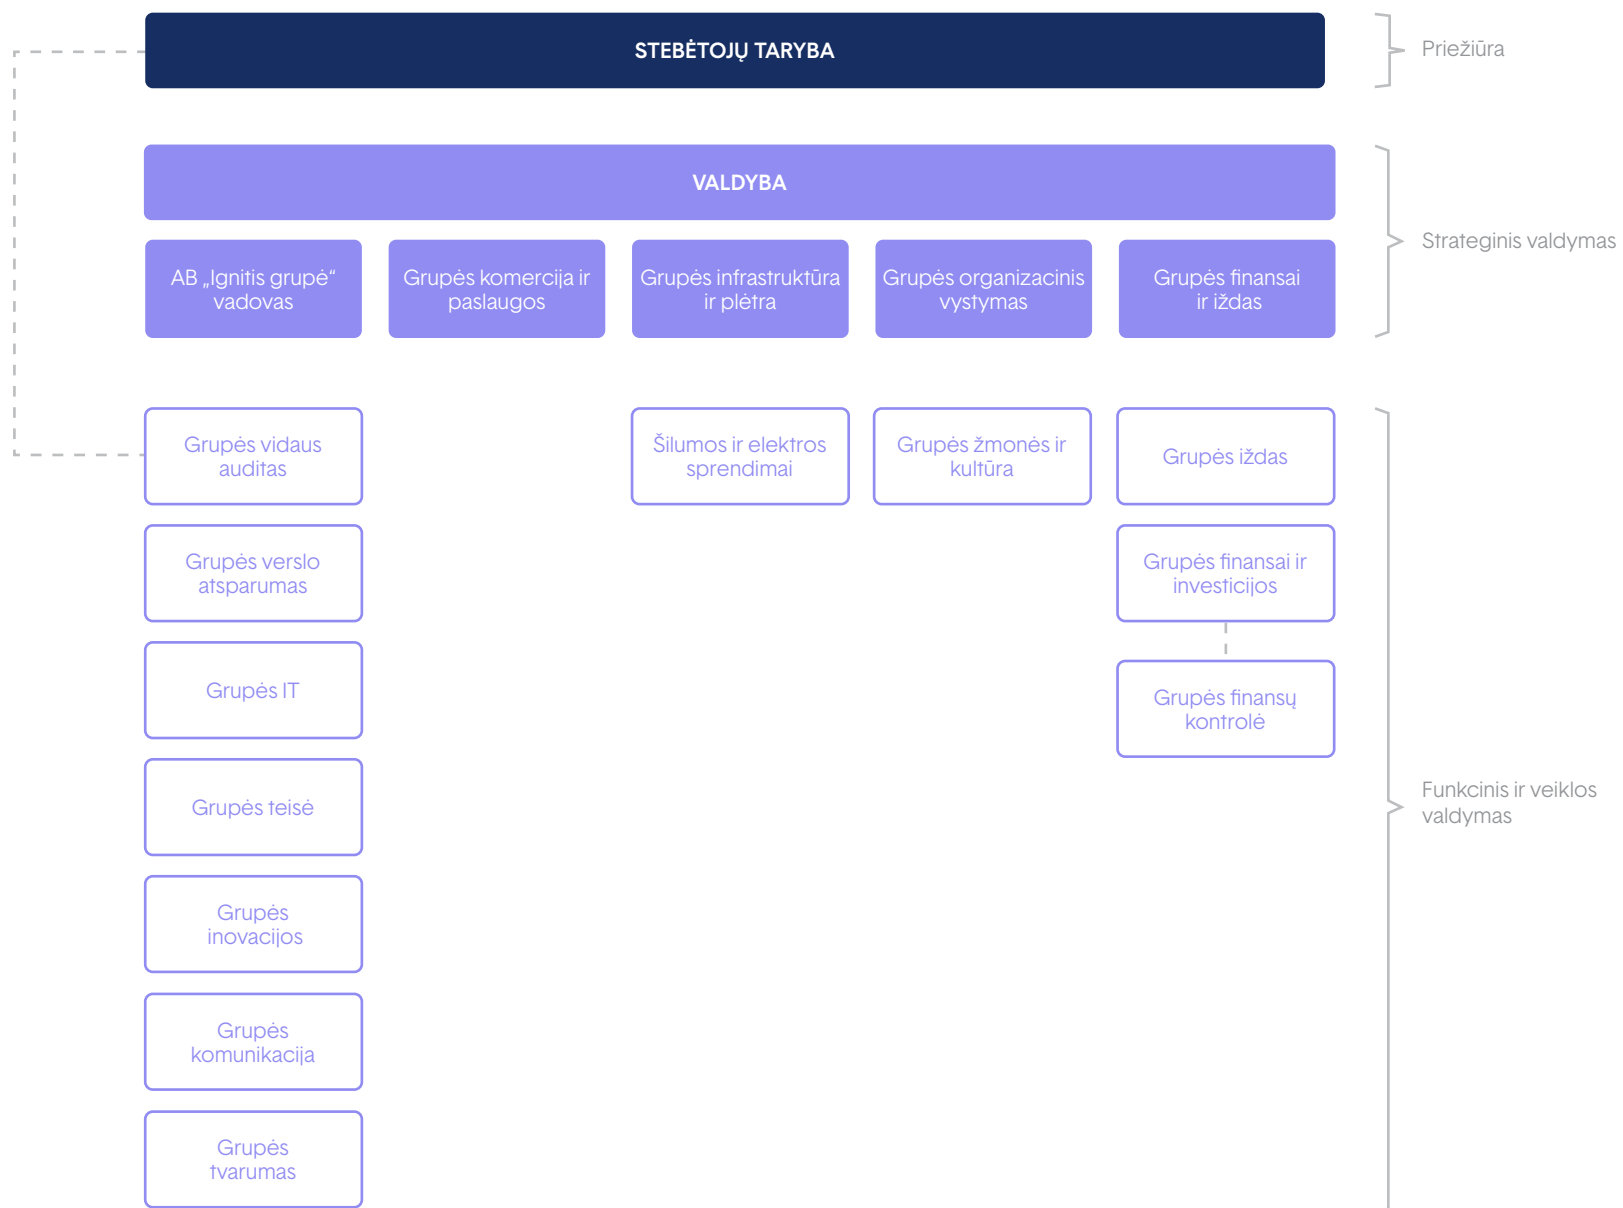 STEBĖTOJŲ TARYBA
Priežiūra
VALDYBA
Strateginis valdymas
AB „Ignitis grupė“
vadovas
Grupės komercija ir
paslaugos
Grupės infrastruktūra
ir plėtra
Grupės organizacinis
vystymas
Grupės finansai
ir iždas
Grupės vidaus
auditas
Šilumos ir elektros
sprendimai
Grupės žmonės ir
kultūra
Grupės iždas
Grupės verslo
atsparumas
Grupės finansai ir
investicijos
Grupės IT
Grupės finansų
kontrolė
Grupės teisė
Funkcinis ir veiklos
valdymas
Grupės
inovacijos
Grupės
komunikacija
Grupės
tvarumas